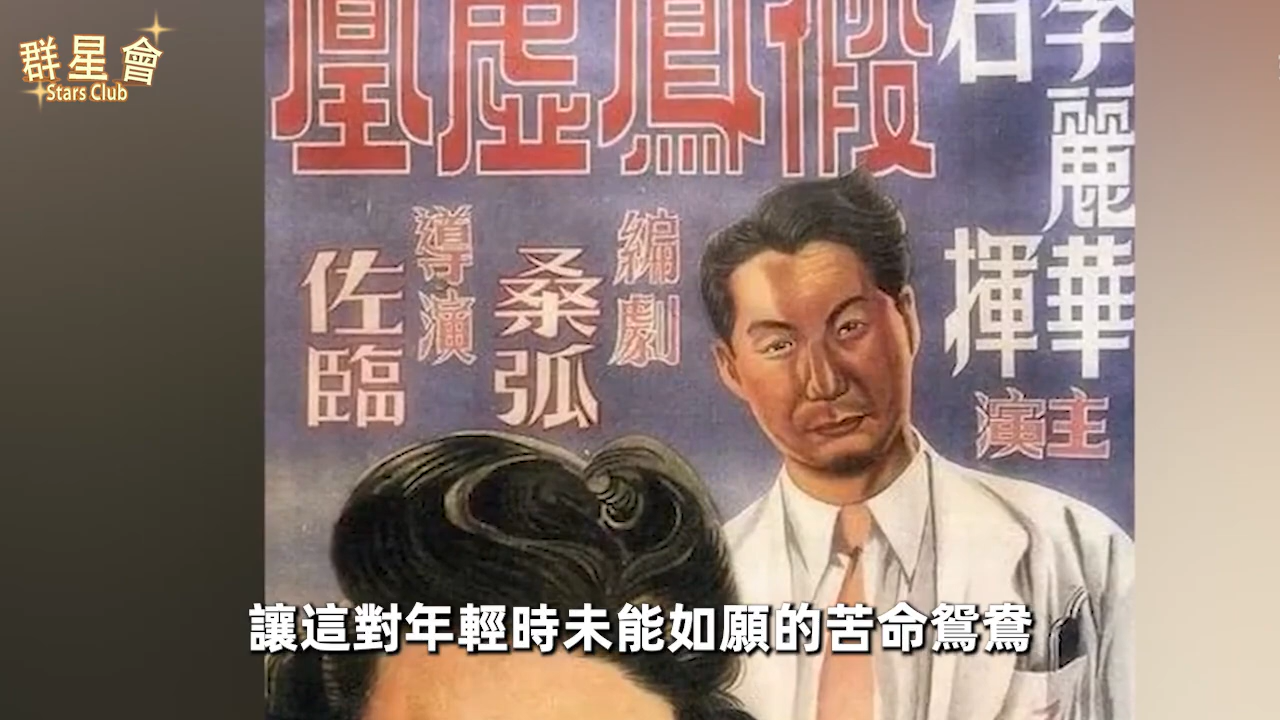 群星會
Stars Club
假鳳虛凰
李麗華
石揮
主演
編劇
桑弧
導演
佐臨
讓這對年輕時未能如願的苦命鴛鴦